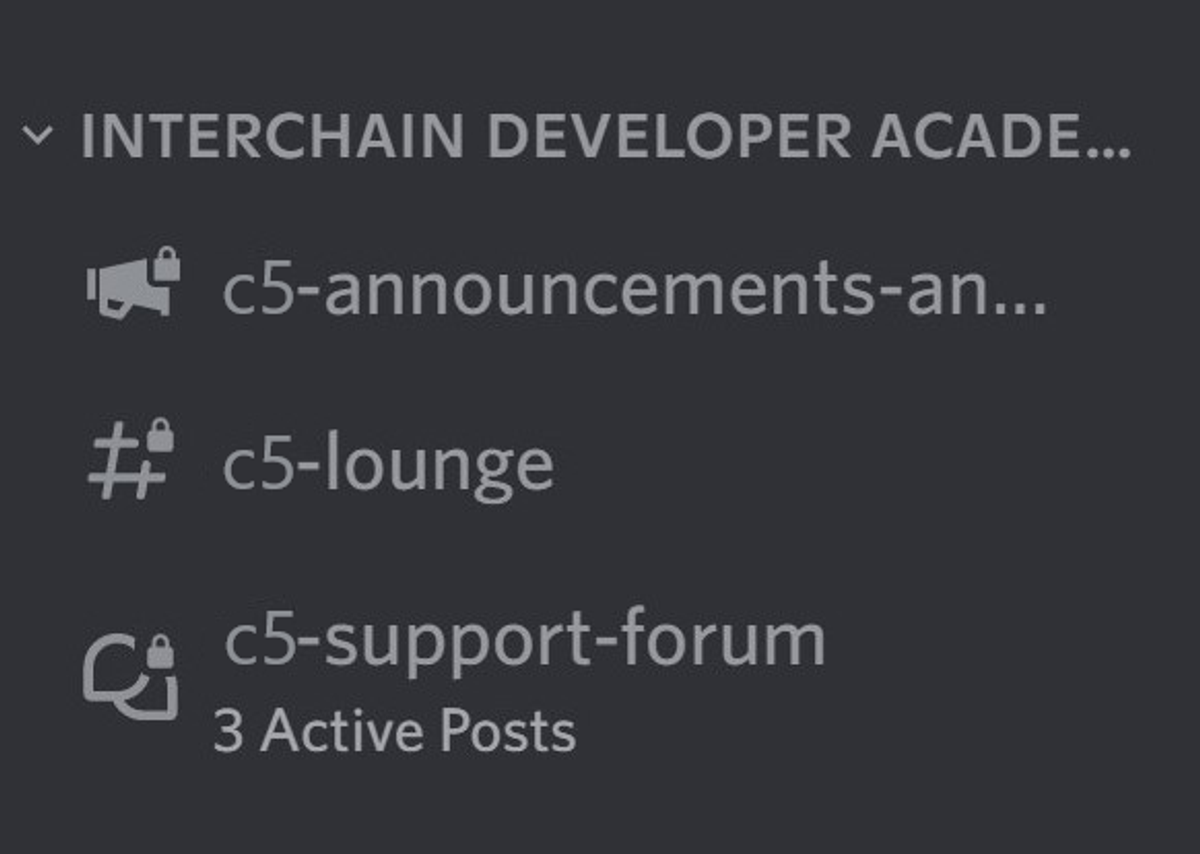 INTERCHAIN DEVELOPER ACADE...
c5-announcements-an...
c5-lounge
c5-support-forum
3 Active Posts